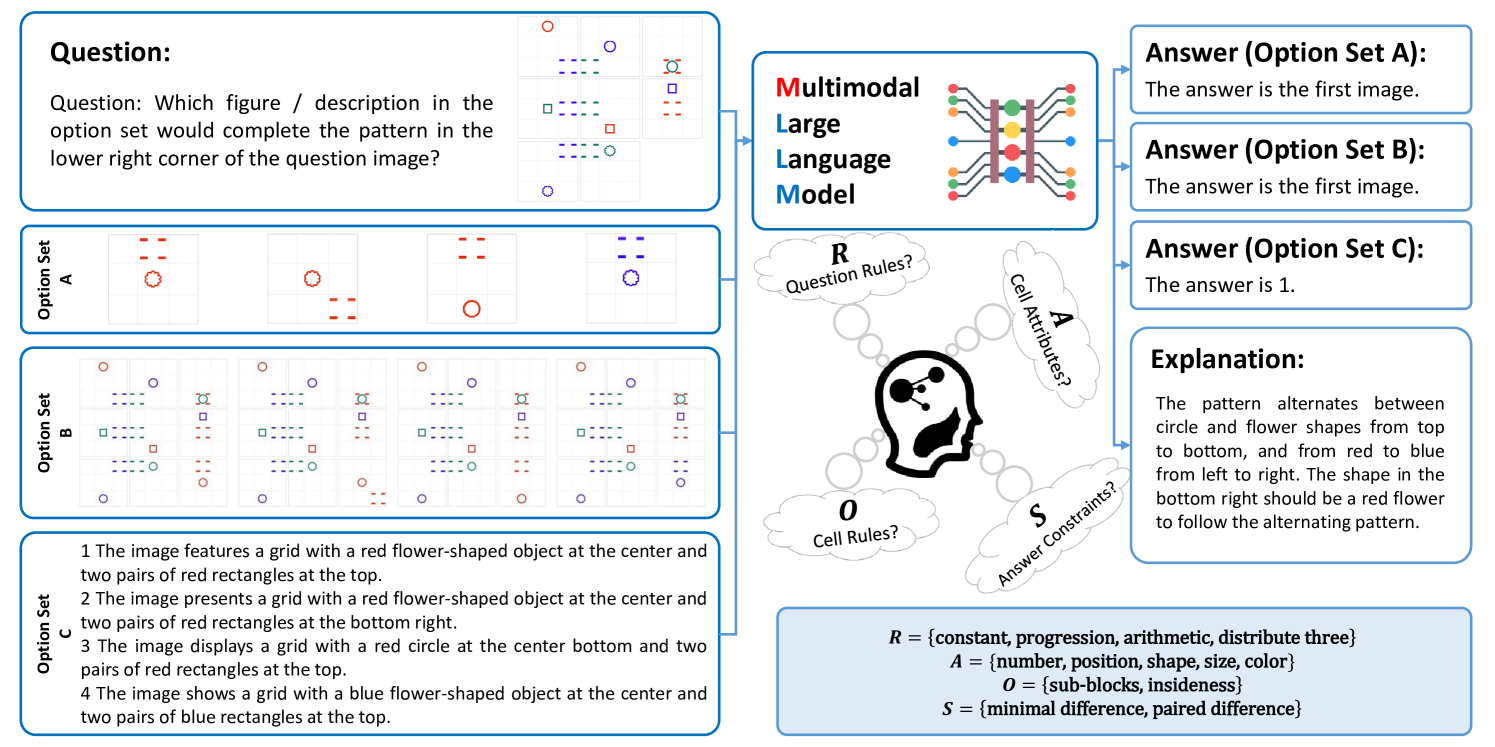 Question:
Question: Which figure / description in the
option set would complete the pattern in the
lower right corner of the question image?
Option Set
A
Option Set
B
Option Set
C
1 The image features a grid with a red flower-shaped object at the center and
two pairs of red rectangles at the top.
2 The image presents a grid with a red flower-shaped object at the center and
two pairs of red rectangles at the bottom right.
3 The image displays a grid with a red circle at the center bottom and two
pairs of red rectangles at the top.
4 The image shows a grid with a blue flower-shaped object at the center and
two pairs of blue rectangles at the top.
Multimodal
Large
Language
Model
R
Question Rules?
A
Cell Attributes?
O
Cell Rules?
S
Answer Constraints?
Answer (Option Set A):
The answer is the first image.
Answer (Option Set B):
The answer is the first image.
Answer (Option Set C):
The answer is 1.
Explanation:
The pattern alternates between
circle and flower shapes from top
to bottom, and from red to blue
from left to right. The shape in the
bottom right should be a red flower
to follow the alternating pattern.
R = {constant, progression, arithmetic, distribute three}
A = {number, position, shape, size, color}
O = {sub-blocks, insideness}
S = {minimal difference, paired difference}